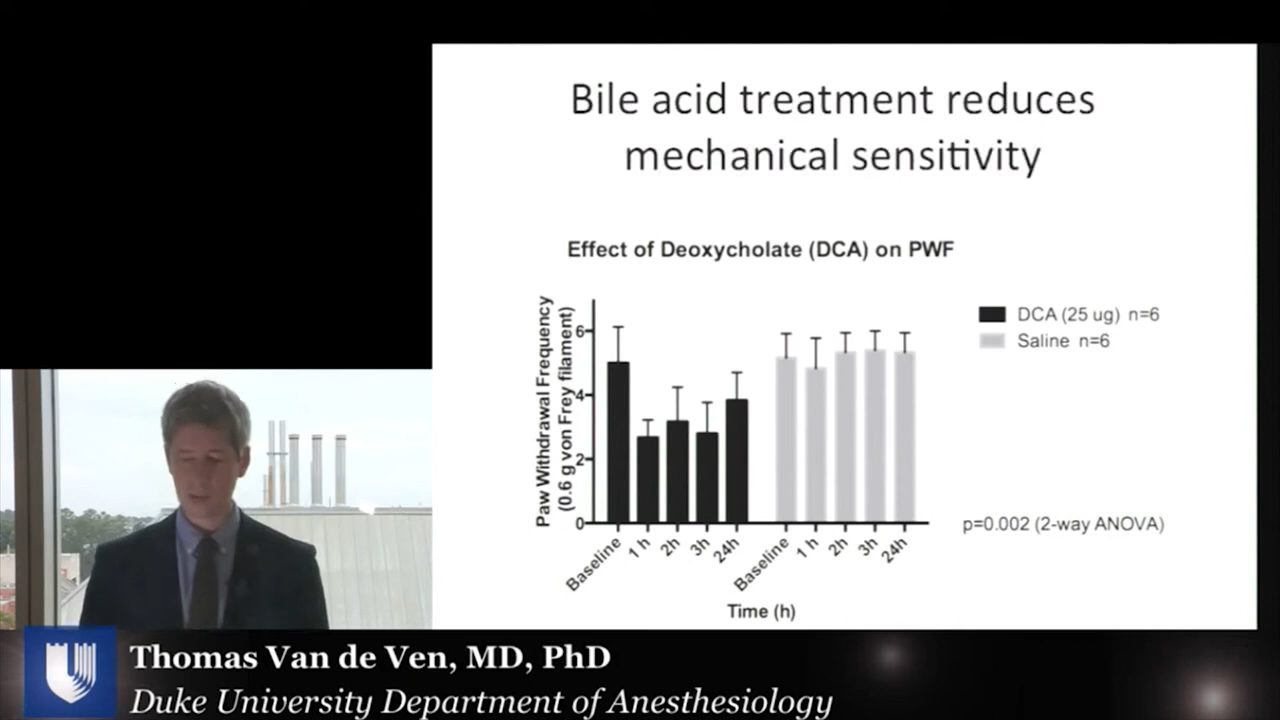 Bile acid treatment reduces
mechanical sensitivity
Effect of Deoxycholate (DCA) on PWF
Paw Withdrawal Frequency
(0.6 g von Frey filament)
6
4
2
0
Baseline
1 h
2h
3h
24h
Baseline
1 h
2h
3h
24h
Time (h)
DCA (25 ug) n=6
Saline n=6
p=0.002 (2-way ANOVA)
Thomas Van de Ven, MD, PhD
Duke University Department of Anesthesiology